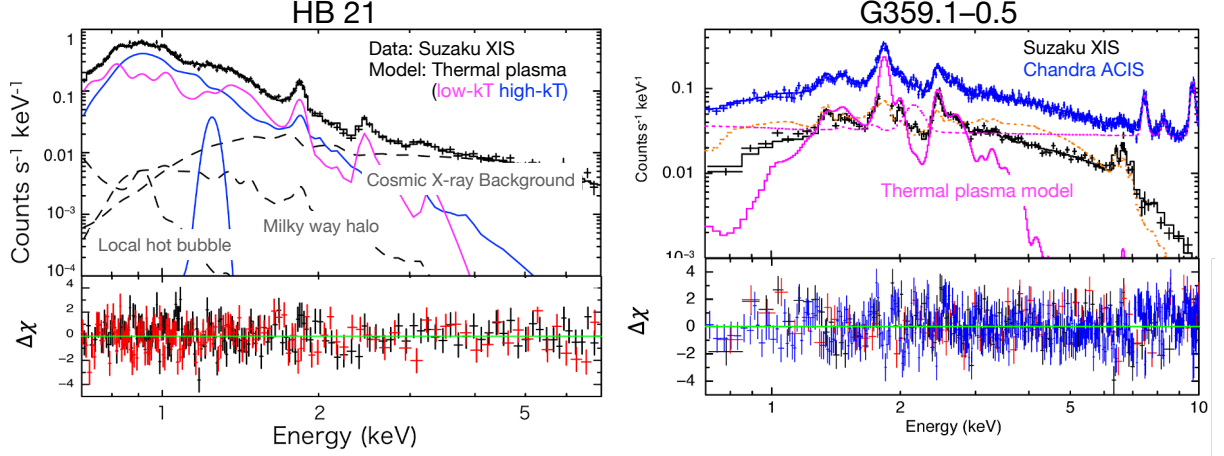 HB 21
1
0.1
0.01
10⁻³
10⁻⁴
Counts s⁻¹ keV⁻¹
Data: Suzaku XIS
Model: Thermal plasma
(low-kT high-kT)
Cosmic X-ray Background
Milky way halo
Local hot bubble
4
2
0
−2
−4
Δχ
1 2 5
Energy (keV)
G359.1–0.5
0.1
0.01
10⁻³
Counts s⁻¹ keV⁻¹
Suzaku XIS
Chandra ACIS
Thermal plasma model
4
2
0
−2
−4
Δχ
1 2 5 10
Energy (keV)